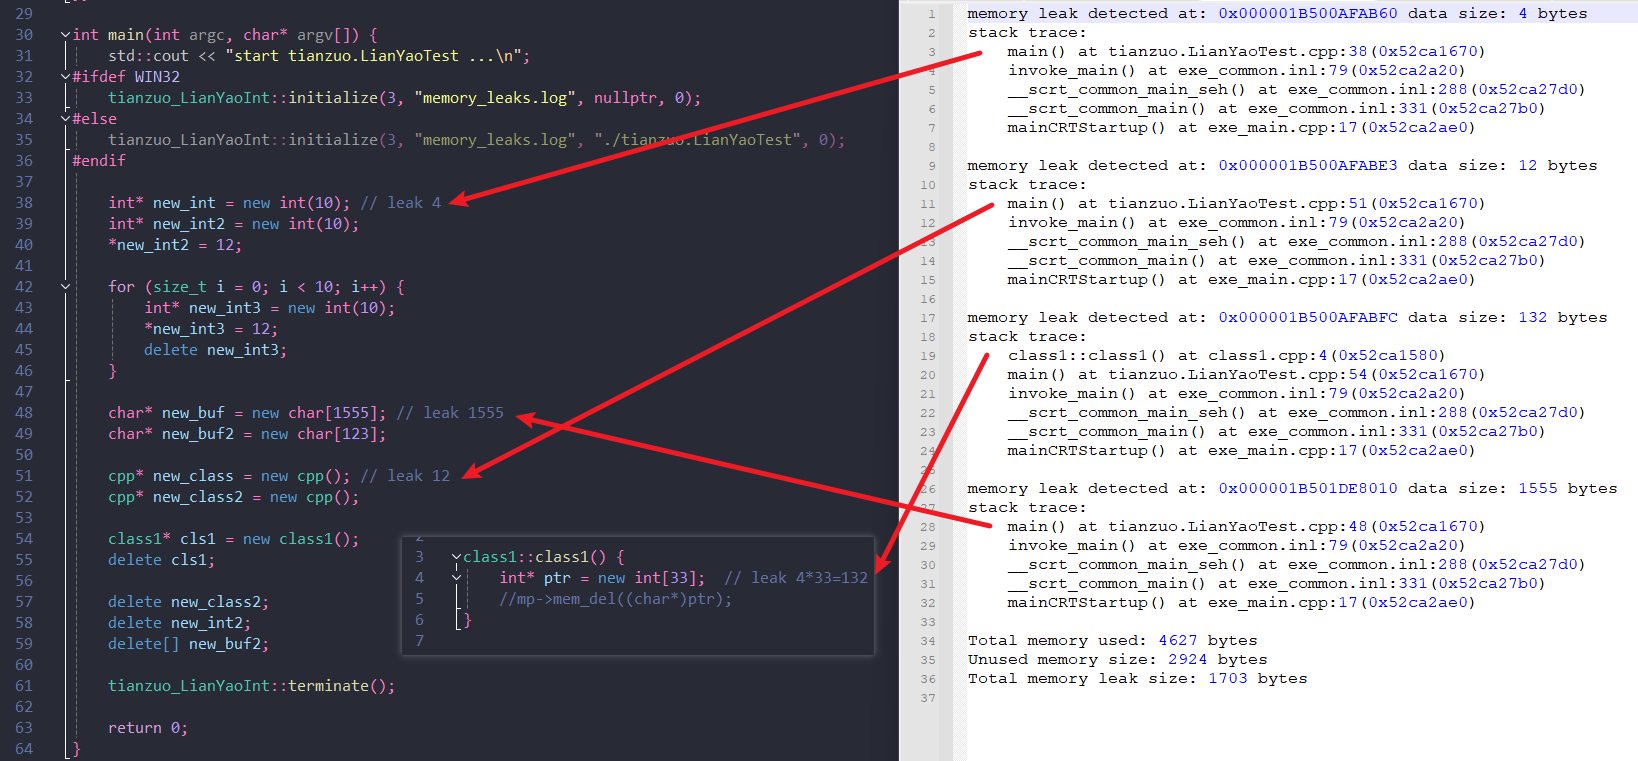 29
30 int main(int argc, char* argv[]) {
31 std::cout << "start tianzuo.LianYaoTest ...\n";
32 #ifdef WIN32
33 tianzuo_LianYaoInt::initialize(3, "memory_leaks.log", nullptr, 0);
34 #else
35 tianzuo_LianYaoInt::initialize(3, "memory_leaks.log", "./tianzuo.LianYaoTest", 0);
36 #endif
37
38 int* new_int = new int(10); // leak 4
39 int* new_int2 = new int(10);
40 *new_int2 = 12;
41
42 for (size_t i = 0; i < 10; i++) {
43 int* new_int3 = new int(10);
44 *new_int3 = 12;
45 delete new_int3;
46 }
47
48 char* new_buf = new char[1555]; // leak 1555
49 char* new_buf2 = new char[123];
50
51 cpp* new_class = new cpp(); // leak 12
52 cpp* new_class2 = new cpp();
53
54 class1* cls1 = new class1();
55 delete cls1;
56
57 delete new_class2;
58 delete new_int2;
59 delete[] new_buf2;
60
61 tianzuo_LianYaoInt::terminate();
62
63 return 0;
64 }
3 class1::class1() {
4 int* ptr = new int[33]; // leak 4*33=132
5 //mp->mem_del((char*)ptr);
6 }
7
1 memory leak detected at: 0x000001B500AFAB60 data size: 4 bytes
2 stack trace:
3 main() at tianzuo.LianYaoTest.cpp:38(0x52ca1670)
4 invoke_main() at exe_common.inl:79(0x52ca2a20)
5 __scrt_common_main_seh() at exe_common.inl:288(0x52ca27d0)
6 __scrt_common_main() at exe_common.inl:331(0x52ca27b0)
7 mainCRTStartup() at exe_main.cpp:17(0x52ca2ae0)
8
9 memory leak detected at: 0x000001B500AFABE3 data size: 12 bytes
10 stack trace:
11 main() at tianzuo.LianYaoTest.cpp:51(0x52ca1670)
12 invoke_main() at exe_common.inl:79(0x52ca2a20)
13 __scrt_common_main_seh() at exe_common.inl:288(0x52ca27d0)
14 __scrt_common_main() at exe_common.inl:331(0x52ca27b0)
15 mainCRTStartup() at exe_main.cpp:17(0x52ca2ae0)
16
17 memory leak detected at: 0x000001B500AFABFC data size: 132 bytes
18 stack trace:
19 class1::class1() at class1.cpp:4(0x52ca1580)
20 main() at tianzuo.LianYaoTest.cpp:54(0x52ca1670)
21 invoke_main() at exe_common.inl:79(0x52ca2a20)
22 __scrt_common_main_seh() at exe_common.inl:288(0x52ca27d0)
23 __scrt_common_main() at exe_common.inl:331(0x52ca27b0)
24 mainCRTStartup() at exe_main.cpp:17(0x52ca2ae0)
25
26 memory leak detected at: 0x000001B501DE8010 data size: 1555 bytes
27 stack trace:
28 main() at tianzuo.LianYaoTest.cpp:48(0x52ca1670)
29 invoke_main() at exe_common.inl:79(0x52ca2a20)
30 __scrt_common_main_seh() at exe_common.inl:288(0x52ca27d0)
31 __scrt_common_main() at exe_common.inl:331(0x52ca27b0)
32 mainCRTStartup() at exe_main.cpp:17(0x52ca2ae0)
33
34 Total memory used: 4627 bytes
35 Unused memory size: 2924 bytes
36 Total memory leak size: 1703 bytes
37